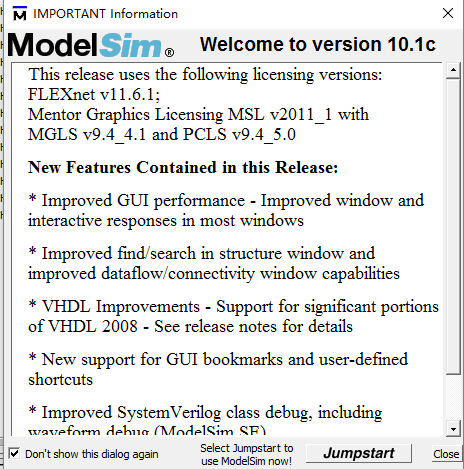 IMPORTANT Information
ModelSim® Welcome to version 10.1c
This release uses the following licensing versions:
FLEXnet v11.6.1;
Mentor Graphics Licensing MSL v2011_1 with
MGLS v9.4_4.1 and PCLS v9.4_5.0
New Features Contained in this Release:
* Improved GUI performance - Improved window and
interactive responses in most windows
* Improved find/search in structure window and
improved dataflow/connectivity window capabilities
* VHDL Improvements - Support for significant portions
of VHDL 2008 - See release notes for details
* New support for GUI bookmarks and user-defined
shortcuts
* Improved SystemVerilog class debug, including
waveform debug (ModelSim SE)
Don't show this dialog again
Select Jumpstart to
use ModelSim now!
Jumpstart
Close